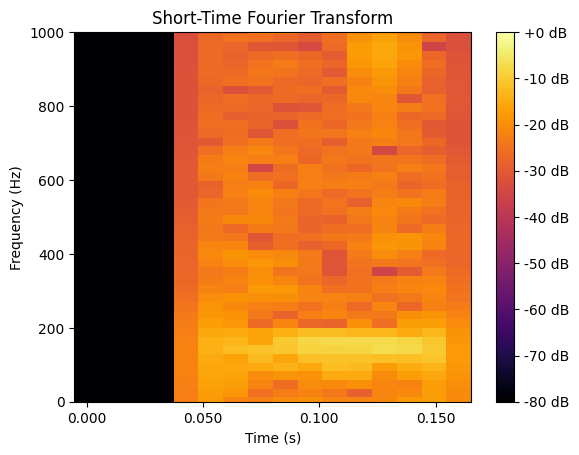 Short-Time Fourier Transform
1000
800
600
400
200
0
Frequency (Hz)
0.000
0.050
0.100
0.150
Time (s)
+0 dB
-10 dB
-20 dB
-30 dB
-40 dB
-50 dB
-60 dB
-70 dB
-80 dB